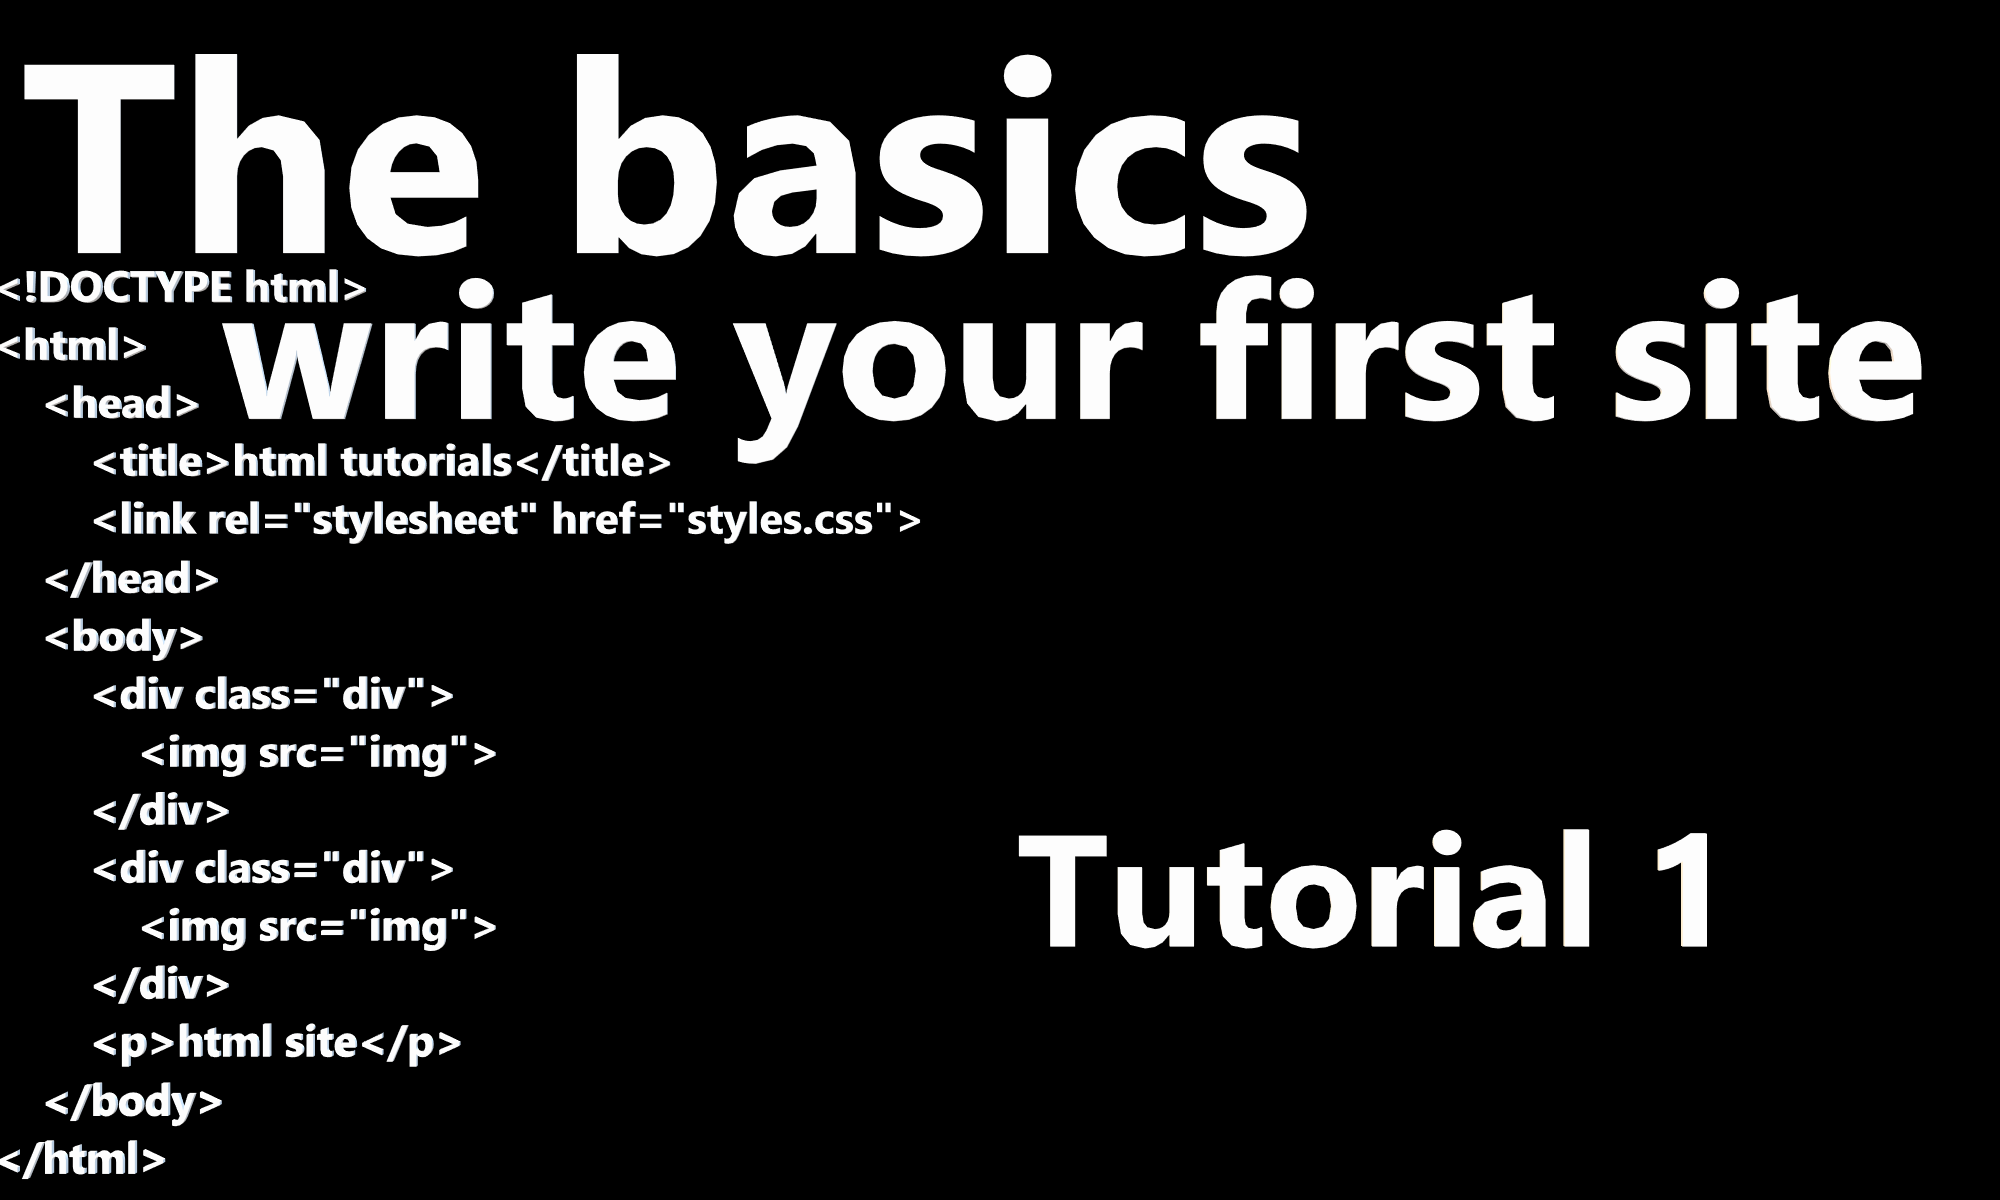 The basics
write your first site
<!DOCTYPE html>
<html>
<head>
<title>html tutorials</title>
<link rel="stylesheet" href="styles.css">
</head>
<body>
<div class="div">
<img src="img">
</div>
<div class="div">
<img src="img">
</div>
<p>html site</p>
</body>
</html>
Tutorial 1